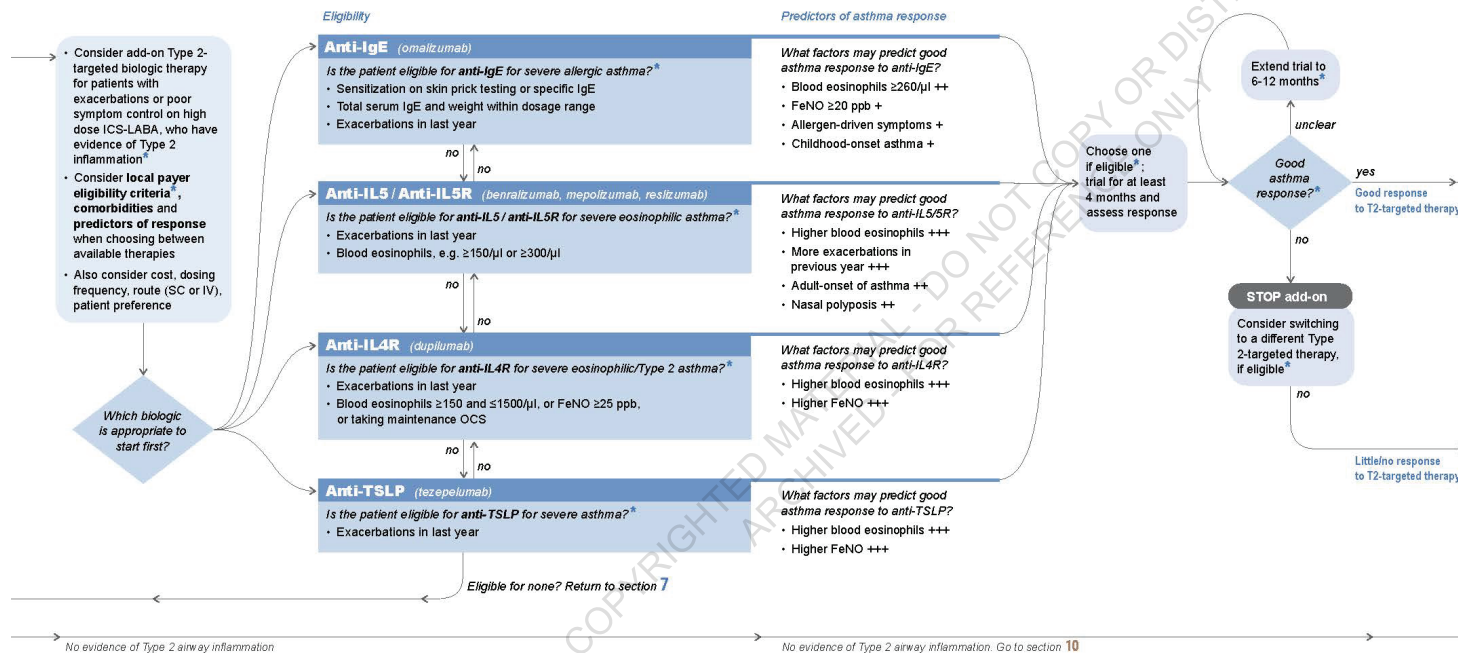 Eligibility
Predictors of asthma response
• Consider add-on Type 2-
targeted biologic therapy
for patients with
exacerbations or poor
symptom control on high
dose ICS-LABA, who have
evidence of Type 2
inflammation*
• Consider local payer
eligibility criteria*,
comorbidities and
predictors of response
when choosing between
available therapies
• Also consider cost, dosing
frequency, route (SC or IV),
patient preference
Which biologic
is appropriate to
start first?
Anti-IgE (omalizumab)
Is the patient eligible for anti-IgE for severe allergic asthma?*
• Sensitization on skin prick testing or specific IgE
• Total serum IgE and weight within dosage range
• Exacerbations in last year
What factors may predict good
asthma response to anti-IgE?
• Blood eosinophils ≥260/µl ++
• FeNO ≥20 ppb +
• Allergen-driven symptoms +
• Childhood-onset asthma +
no
no
Anti-IL5 / Anti-IL5R (benralizumab, mepolizumab, reslizumab)
Is the patient eligible for anti-IL5 / anti-IL5R for severe eosinophilic asthma?*
• Exacerbations in last year
• Blood eosinophils, e.g. ≥150/µl or ≥300/µl
What factors may predict good
asthma response to anti-IL5/5R?
• Higher blood eosinophils +++
• More exacerbations in
previous year +++
• Adult-onset of asthma ++
• Nasal polyposis ++
no
no
Anti-IL4R (dupilumab)
Is the patient eligible for anti-IL4R for severe eosinophilic/Type 2 asthma?*
• Exacerbations in last year
• Blood eosinophils ≥150 and ≤1500/µl, or FeNO ≥25 ppb,
or taking maintenance OCS
What factors may predict good
asthma response to anti-IL4R?
• Higher blood eosinophils +++
• Higher FeNO +++
no
no
Anti-TSLP (tezepelumab)
Is the patient eligible for anti-TSLP for severe asthma?*
• Exacerbations in last year
What factors may predict good
asthma response to anti-TSLP?
• Higher blood eosinophils +++
• Higher FeNO +++
Eligible for none? Return to section 7
Choose one
if eligible*;
trial for at least
4 months and
assess response
Extend trial to
6-12 months*
unclear
Good
asthma
response?*
yes
Good response
to T2-targeted therapy
no
STOP add-on
Consider switching
to a different Type
2-targeted therapy,
if eligible*
no
Little/no response
to T2-targeted therapy
No evidence of Type 2 airway inflammation
No evidence of Type 2 airway inflammation. Go to section 10
COPYRIGHTED MATERIAL - DO NOT COPY OR DIST
ARCHIVED - FOR REFERENCE ONLY